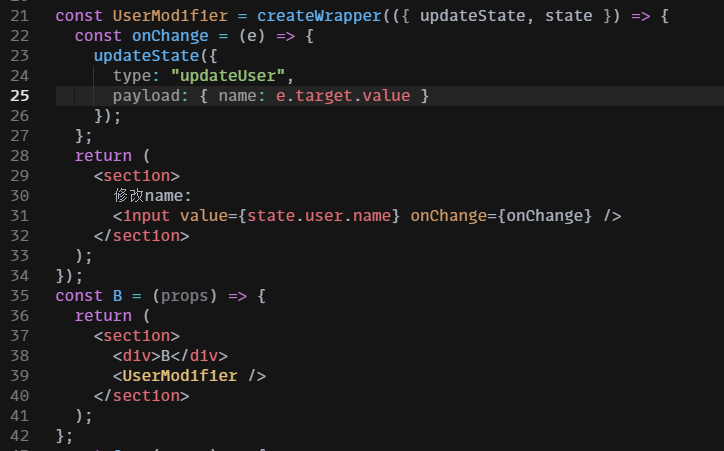 21 const UserModifier = createWrapper(({ updateState, state }) => {
22 const onChange = (e) => {
23 updateState({
24 type: "updateUser",
25 payload: { name: e.target.value }
26 });
27 };
28 return (
29 <section>
30 修改name:
31 <input value={state.user.name} onChange={onChange} />
32 </section>
33 );
34 });
35 const B = (props) => {
36 return (
37 <section>
38 <div>B</div>
39 <UserModifier />
40 </section>
41 );
42 };